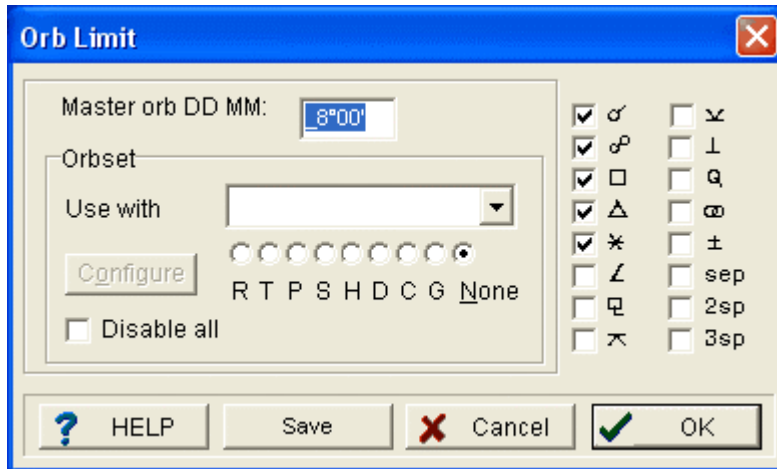 Orb Limit
Master orb DD MM: _8°00'
Orbset
Use with
Configure
R T P S H D C G None
Disable all
☌ ⚺
☍ ⊥
□ Q
△ ↀ
⚹ ±
∠ sep
⚼ 2sp
⚻ 3sp
? HELP Save Cancel OK